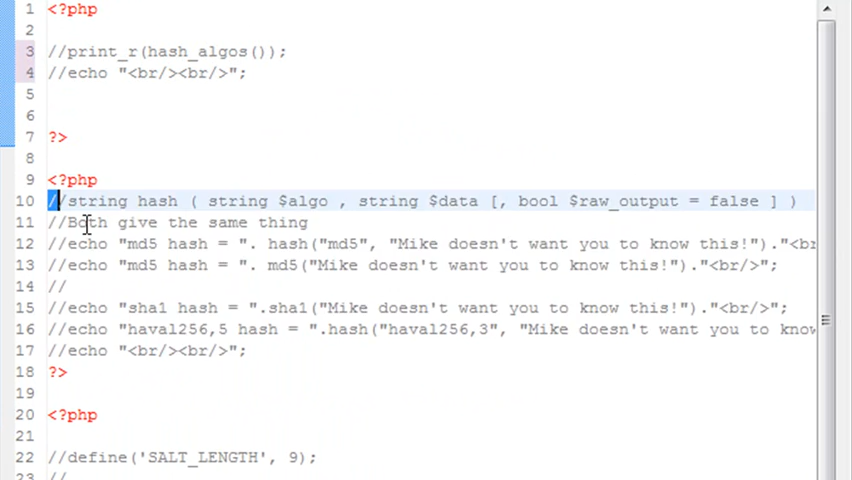 1 <?php
2
3 //print_r(hash_algos());
4 //echo "<br/><br/>";
5
6
7 ?>
8
9 <?php
10 //string hash ( string $algo , string $data [, bool $raw_output = false ] )
11 //Both give the same thing
12 //echo "md5 hash = ". hash("md5", "Mike doesn't want you to know this!")."<br
13 //echo "md5 hash = ". md5("Mike doesn't want you to know this!")."<br/>";
14 //
15 //echo "sha1 hash = ".sha1("Mike doesn't want you to know this!")."<br/>";
16 //echo "haval256,5 hash = ".hash("haval256,3", "Mike doesn't want you to know
17 //echo "<br/><br/>";
18 ?>
19
20 <?php
21
22 //define('SALT_LENGTH', 9);
23 //